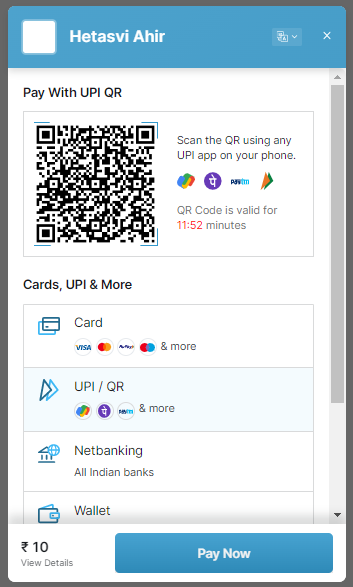 Hetasvi Ahir
Pay With UPI QR
Scan the QR using any
UPI app on your phone.
paytm
QR Code is valid for
11:52 minutes
Cards, UPI & More
Card
VISA RuPay & more
UPI / QR
paytm & more
Netbanking
All Indian banks
Wallet
₹ 10
View Details
Pay Now